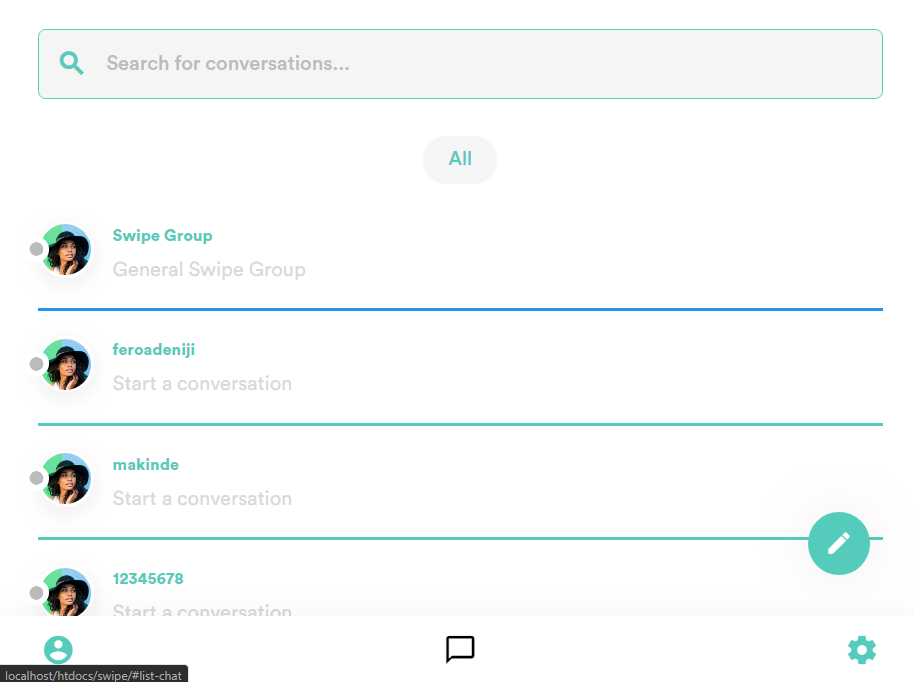 Search for conversations...
All
Swipe Group
General Swipe Group
feroadeniji
Start a conversation
makinde
Start a conversation
12345678
Start a conversation
localhost/htdocs/swipe/#list-chat